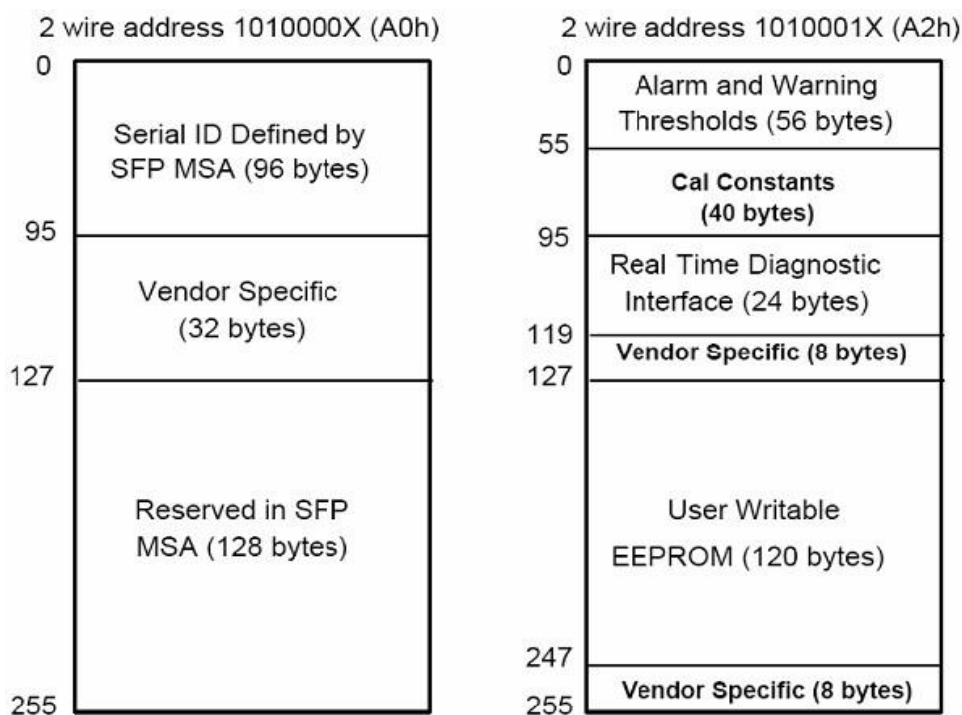 2 wire address 1010000X (A0h)
0
Serial ID Defined by
SFP MSA (96 bytes)
95
Vendor Specific
(32 bytes)
127
Reserved in SFP
MSA (128 bytes)
255
2 wire address 1010001X (A2h)
0
Alarm and Warning
Thresholds (56 bytes)
55
Cal Constants
(40 bytes)
95
Real Time Diagnostic
Interface (24 bytes)
119
Vendor Specific (8 bytes)
127
User Writable
EEPROM (120 bytes)
247
Vendor Specific (8 bytes)
255